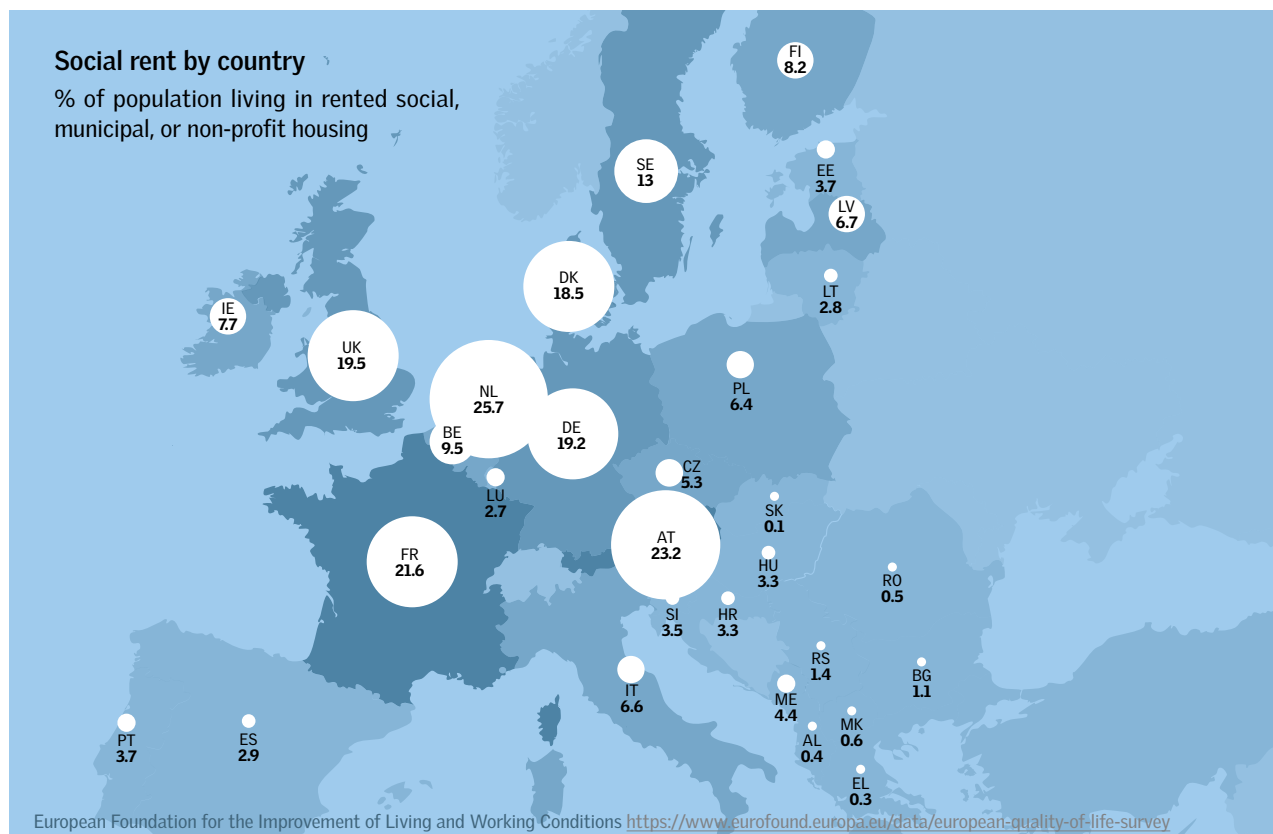 Social rent by country
% of population living in rented social,
municipal, or non-profit housing
FI
8.2
SE
13
EE
3.7
LV
6.7
DK
18.5
LT
2.8
IE
7.7
UK
19.5
NL
25.7
PL
6.4
BE
9.5
DE
19.2
CZ
5.3
LU
2.7
SK
0.1
AT
23.2
FR
21.6
HU
3.3
RO
0.5
SI
3.5
HR
3.3
RS
1.4
BG
1.1
IT
6.6
ME
4.4
MK
0.6
AL
0.4
PT
3.7
ES
2.9
EL
0.3
European Foundation for the Improvement of Living and Working Conditions https://www.eurofound.europa.eu/data/european-quality-of-life-survey